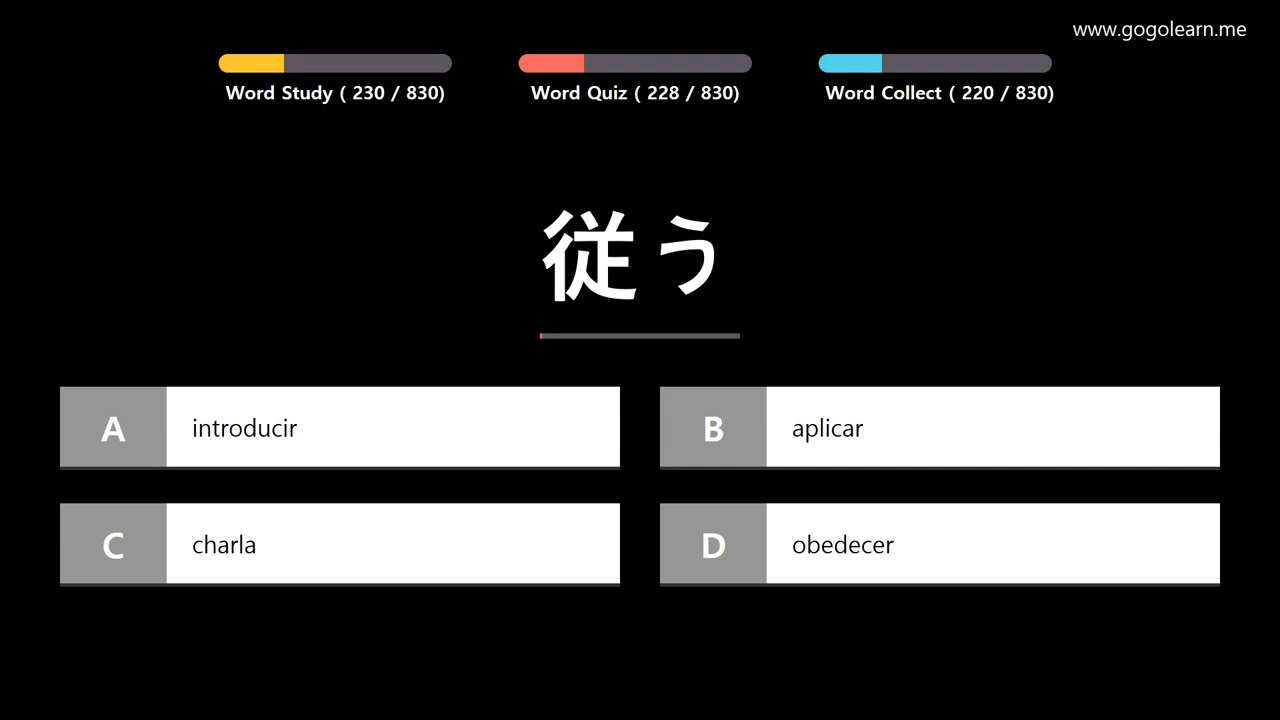 www.gogolearn.me
Word Study ( 230 / 830)
Word Quiz ( 228 / 830)
Word Collect ( 220 / 830)
従う
A introducir
B aplicar
C charla
D obedecer